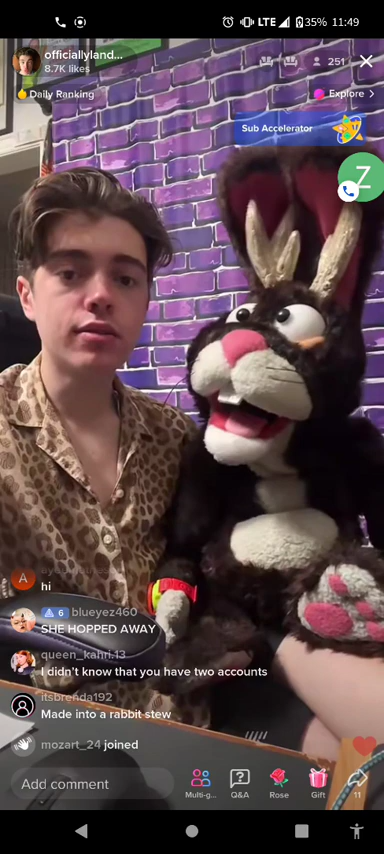 LTE 35% 11:49
officiallyland...
8.7K likes
251
Daily Ranking
Explore
Sub Accelerator
Z
A
hi
6 blueyez460
SHE HOPPED AWAY
queen_kahri.13
I didn't know that you have two accounts
itsbrenda192
Made into a rabbit stew
mozart_24 joined
Add comment
Multi-g...
Q&A
Rose
Gift
11